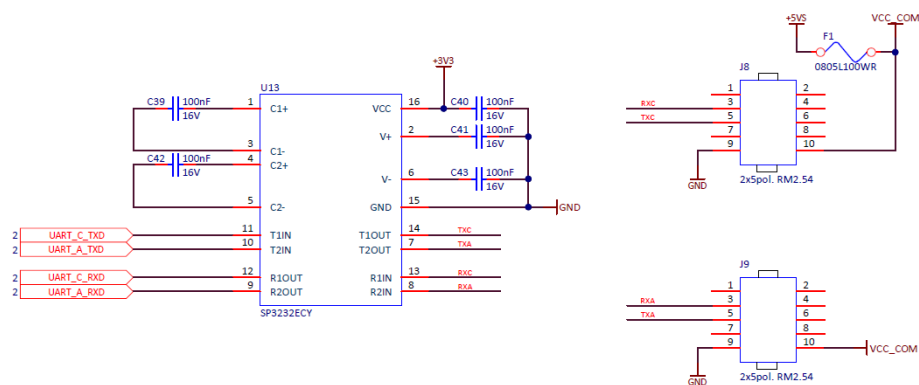 +5VS
VCC_COM
F1
0805L100WR
+3V3
U13
J8
C39
100nF
16V
1
C1+
VCC
16
C40
100nF
16V
1
2
RXC
3
4
2
V+
C41
100nF
16V
TXC
5
6
3
C1-
7
8
C42
100nF
16V
4
C2+
9
10
6
V-
C43
100nF
16V
GND
2x5pol. RM2.54
5
C2-
GND
15
GND
2
UART_C_TXD
11
T1IN
T1OUT
14
TXC
2
UART_A_TXD
10
T2IN
T2OUT
7
TXA
2
UART_C_RXD
12
R1OUT
R1IN
13
RXC
2
UART_A_RXD
9
R2OUT
R2IN
8
RXA
SP3232ECY
J9
1
2
RXA
3
4
TXA
5
6
7
8
9
10
VCC_COM
GND
2x5pol. RM2.54